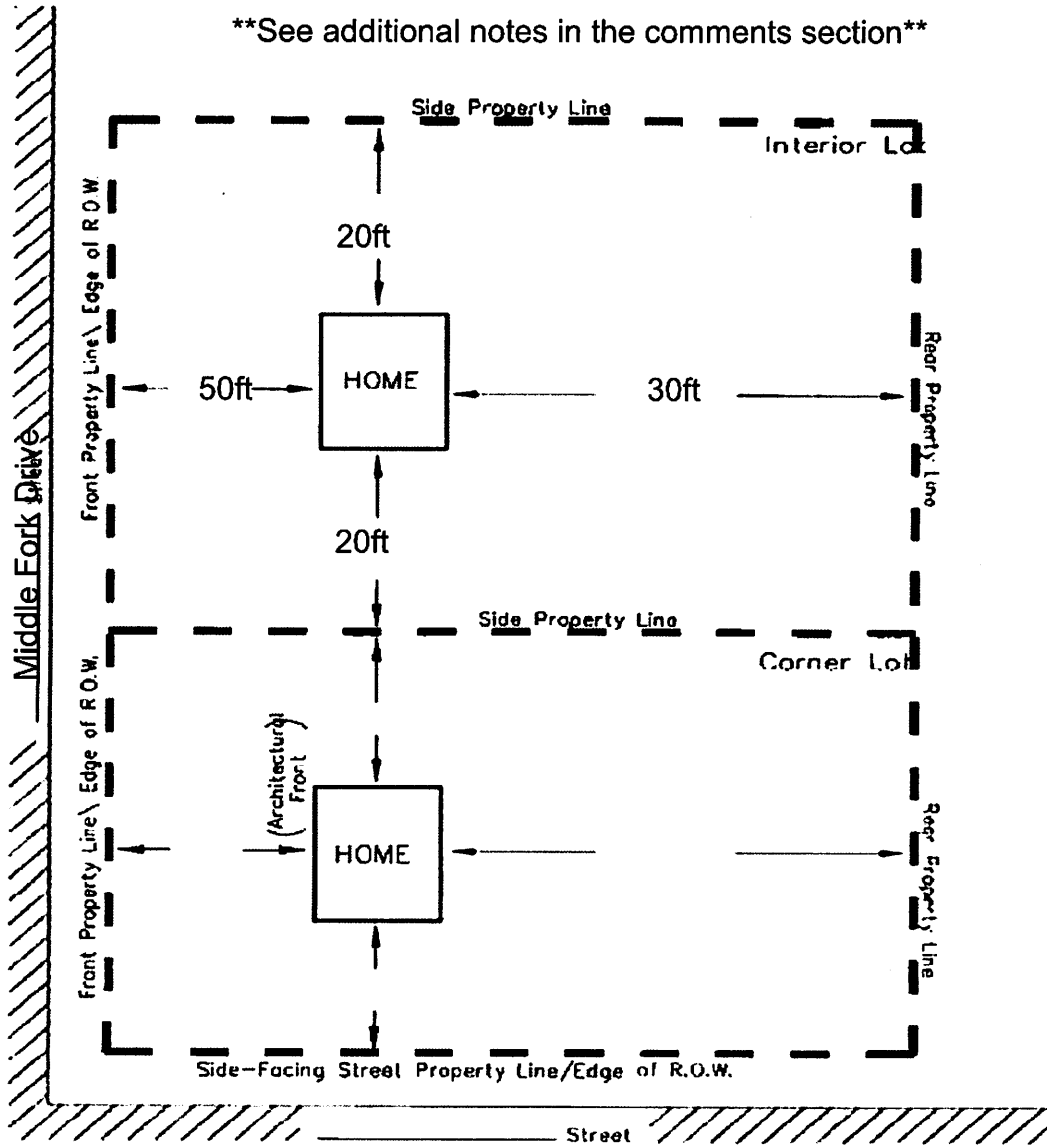 **See additional notes in the comments section**
Side Property Line
Interior Lot
Front Property Line\ Edge of R.O.W.
20ft
HOME
50ft
30ft
Rear Property Line
Middle Fork Drive
20ft
Side Property Line
Corner Lot
Front Property Line\ Edge of R.O.W.
(Architectural
Front)
HOME
Rear Property Line
Side-Facing Street Property Line/Edge of R.O.W.
Street